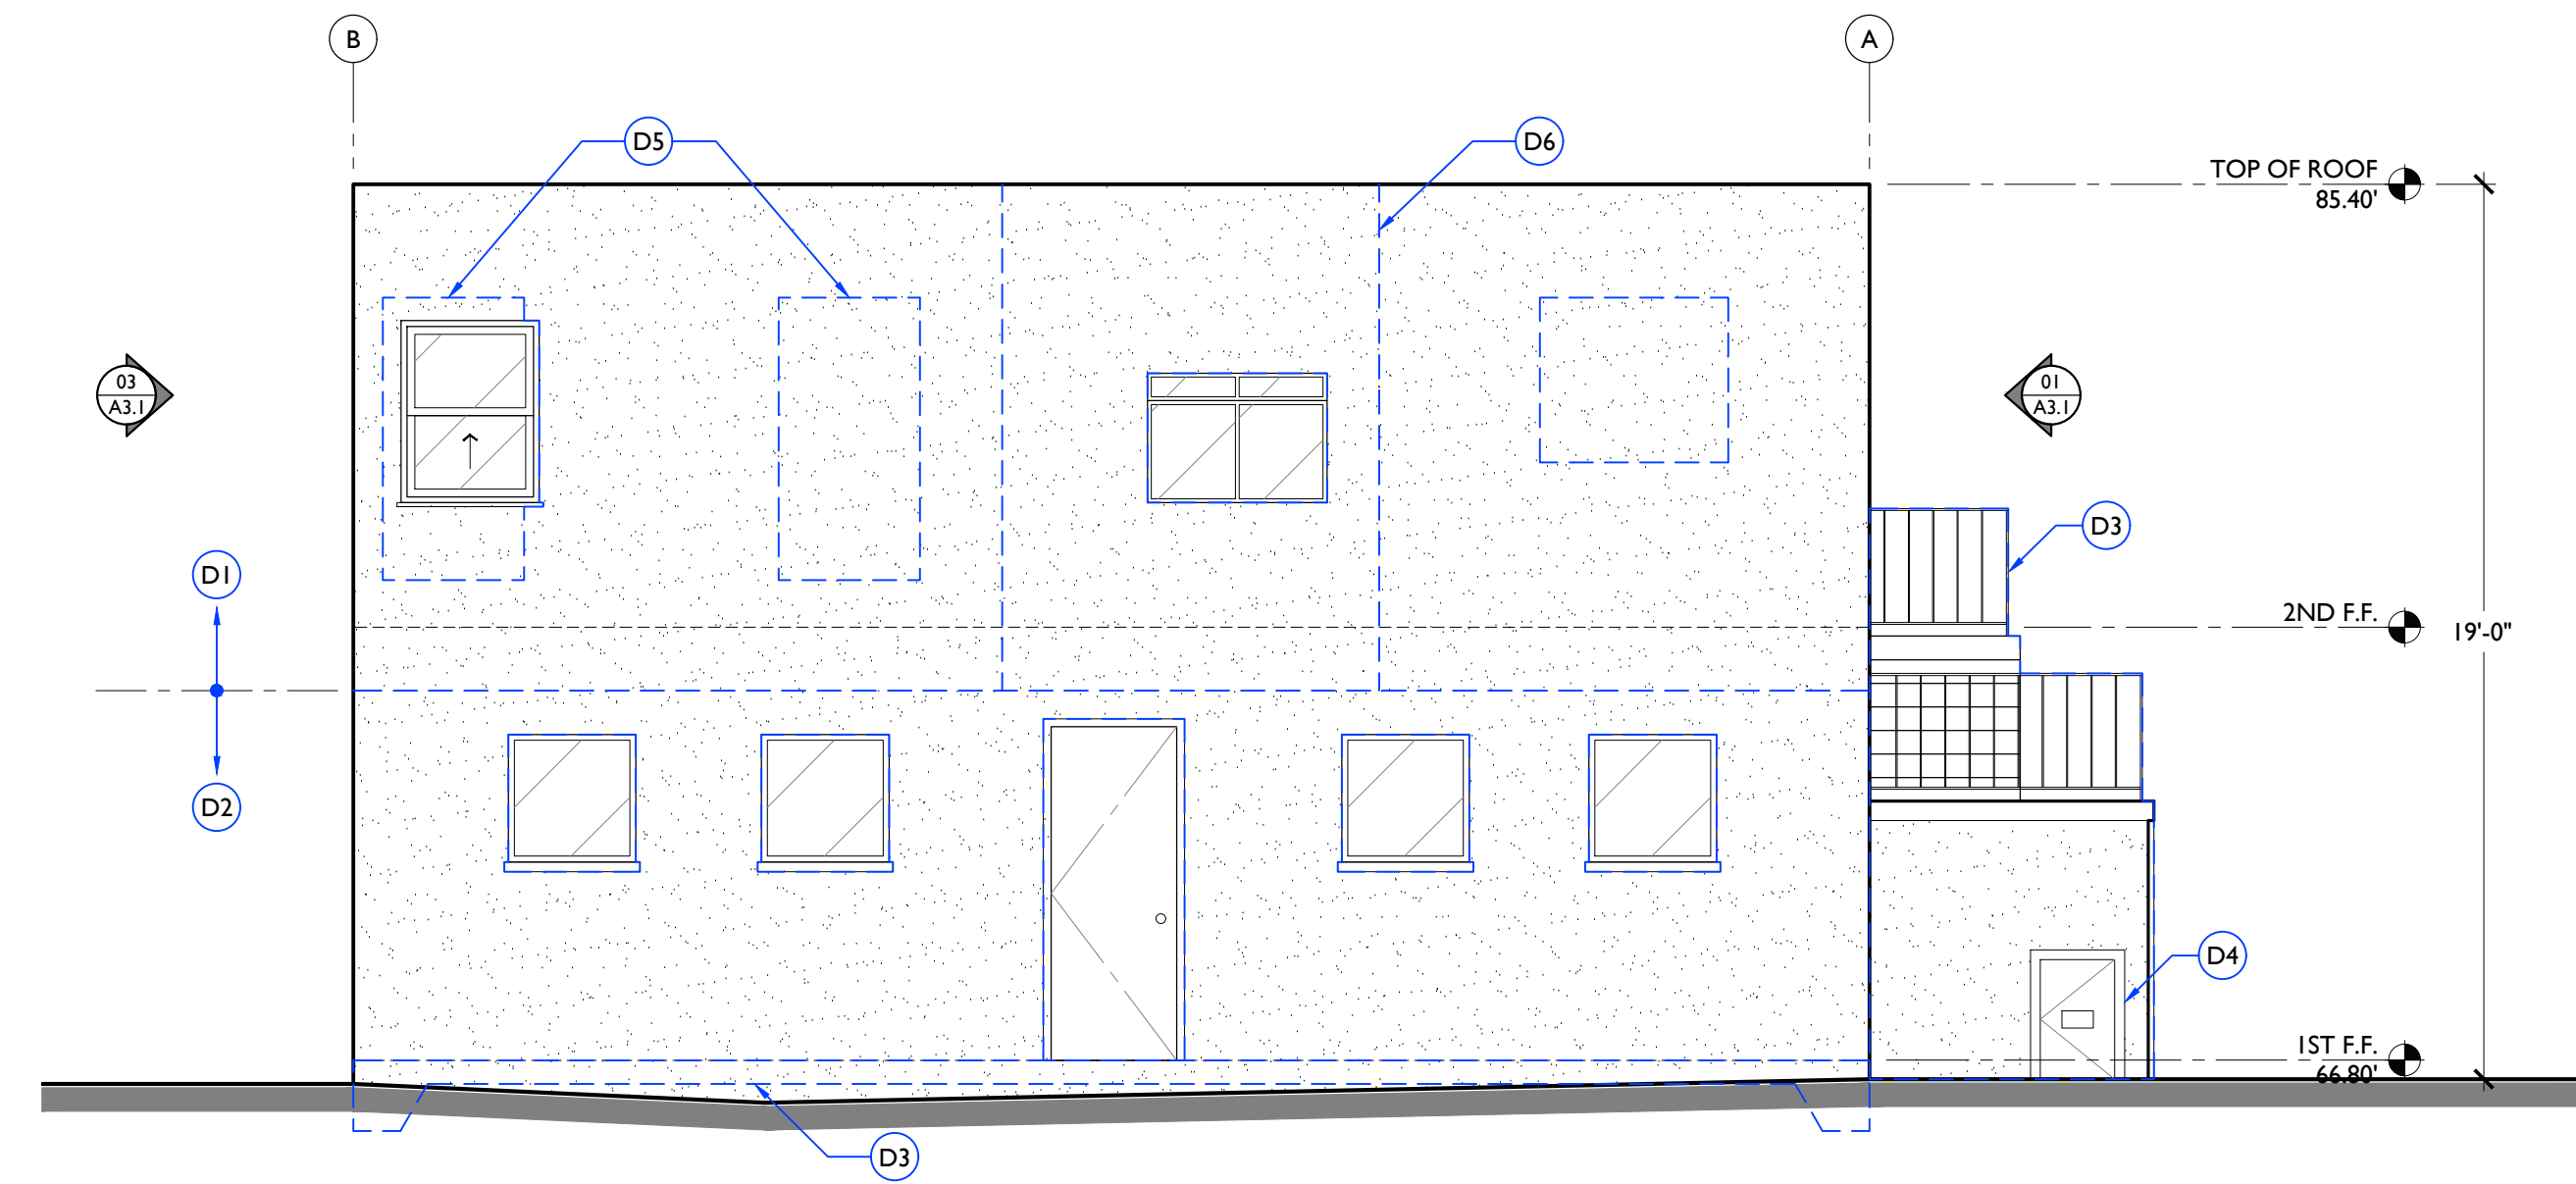 B
A
D5
D6
TOP OF ROOF
85.40'
03
A3.1
01
A3.1
D3
D1
2ND F.F.
19'-0"
D2
D4
1ST F.F.
66.80'
D3